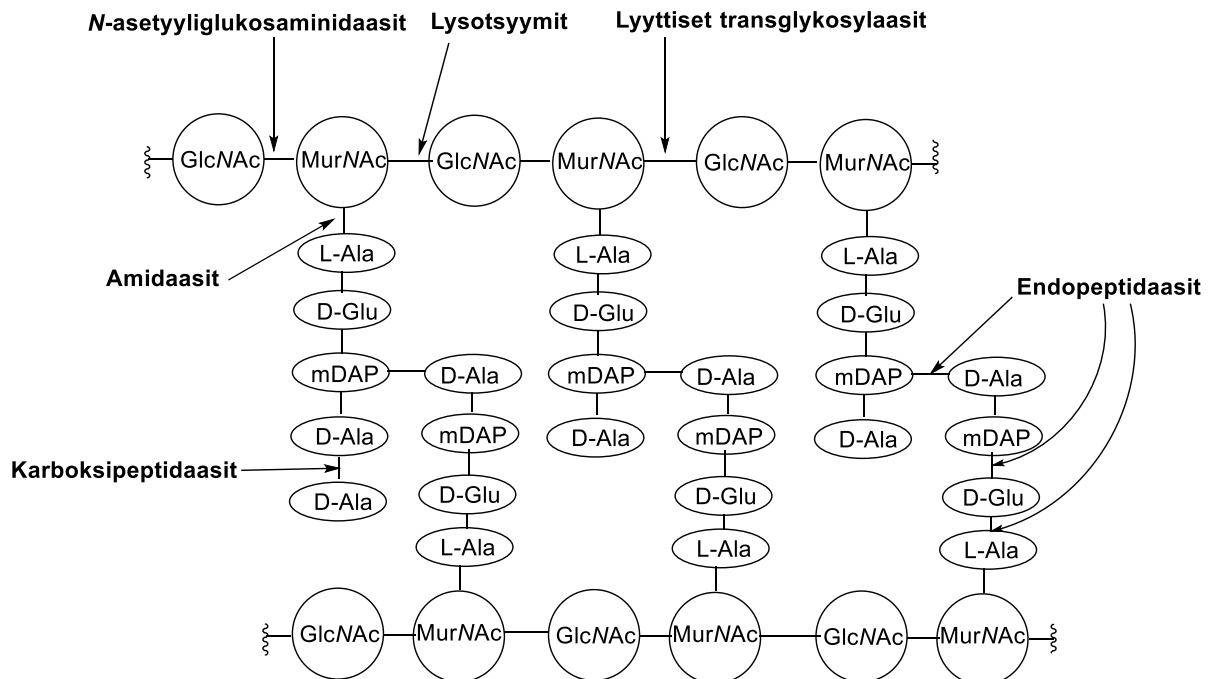 N-asetyyliglukosaminidaasit Lysotsyymit Lyyttiset transglykosylaasit
GlcNAc MurNAc GlcNAc MurNAc GlcNAc MurNAc
L-Ala L-Ala L-Ala
Amidaasit
Endopeptidaasit
D-Glu D-Glu D-Glu
mDAP D-Ala mDAP D-Ala mDAP D-Ala
D-Ala mDAP D-Ala mDAP D-Ala mDAP
Karboksipeptidaasit
D-Ala D-Glu D-Glu D-Glu
L-Ala L-Ala L-Ala
GlcNAc MurNAc GlcNAc MurNAc GlcNAc MurNAc